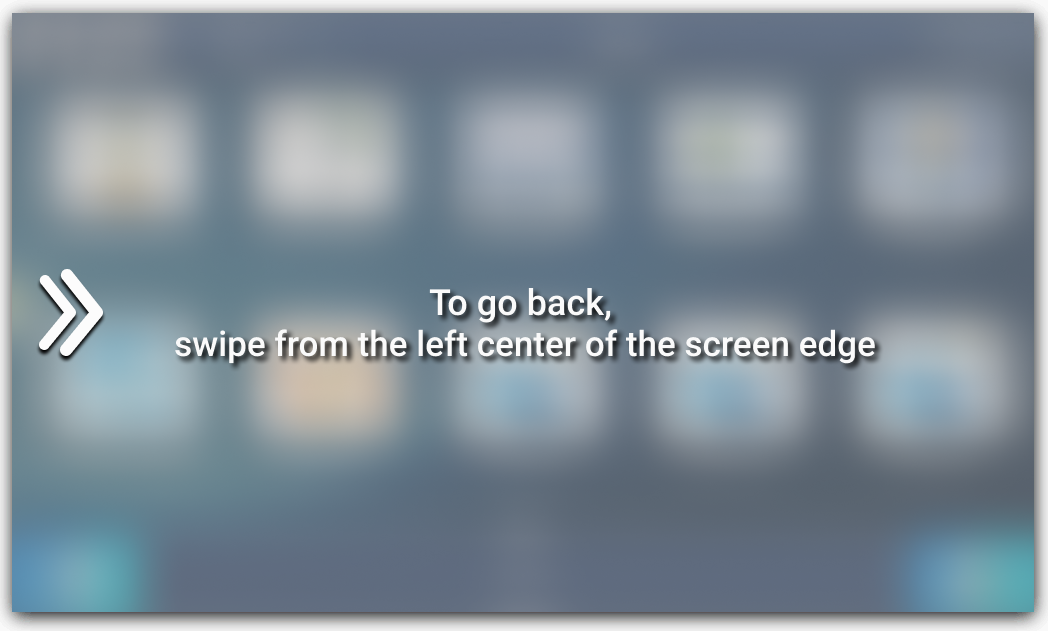 To go back,
swipe from the left center of the screen edge